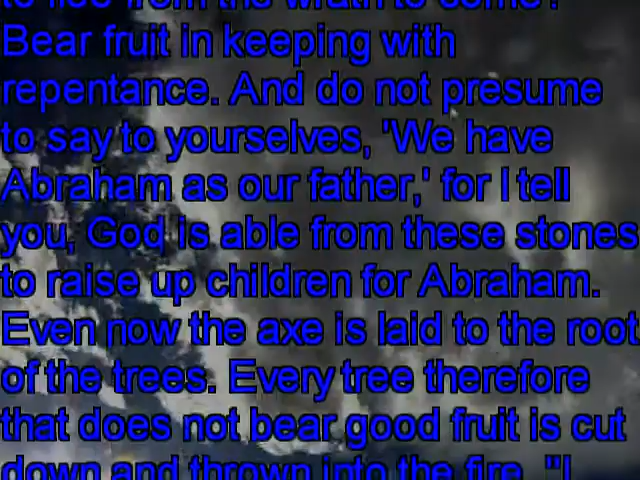 to flee from the wrath to come?
Bear fruit in keeping with
repentance. And do not presume
to say to yourselves, 'We have
Abraham as our father,' for I tell
you, God is able from these stones
to raise up children for Abraham.
Even now the axe is laid to the root
of the trees. Every tree therefore
that does not bear good fruit is cut
down and thrown into the fire. "I